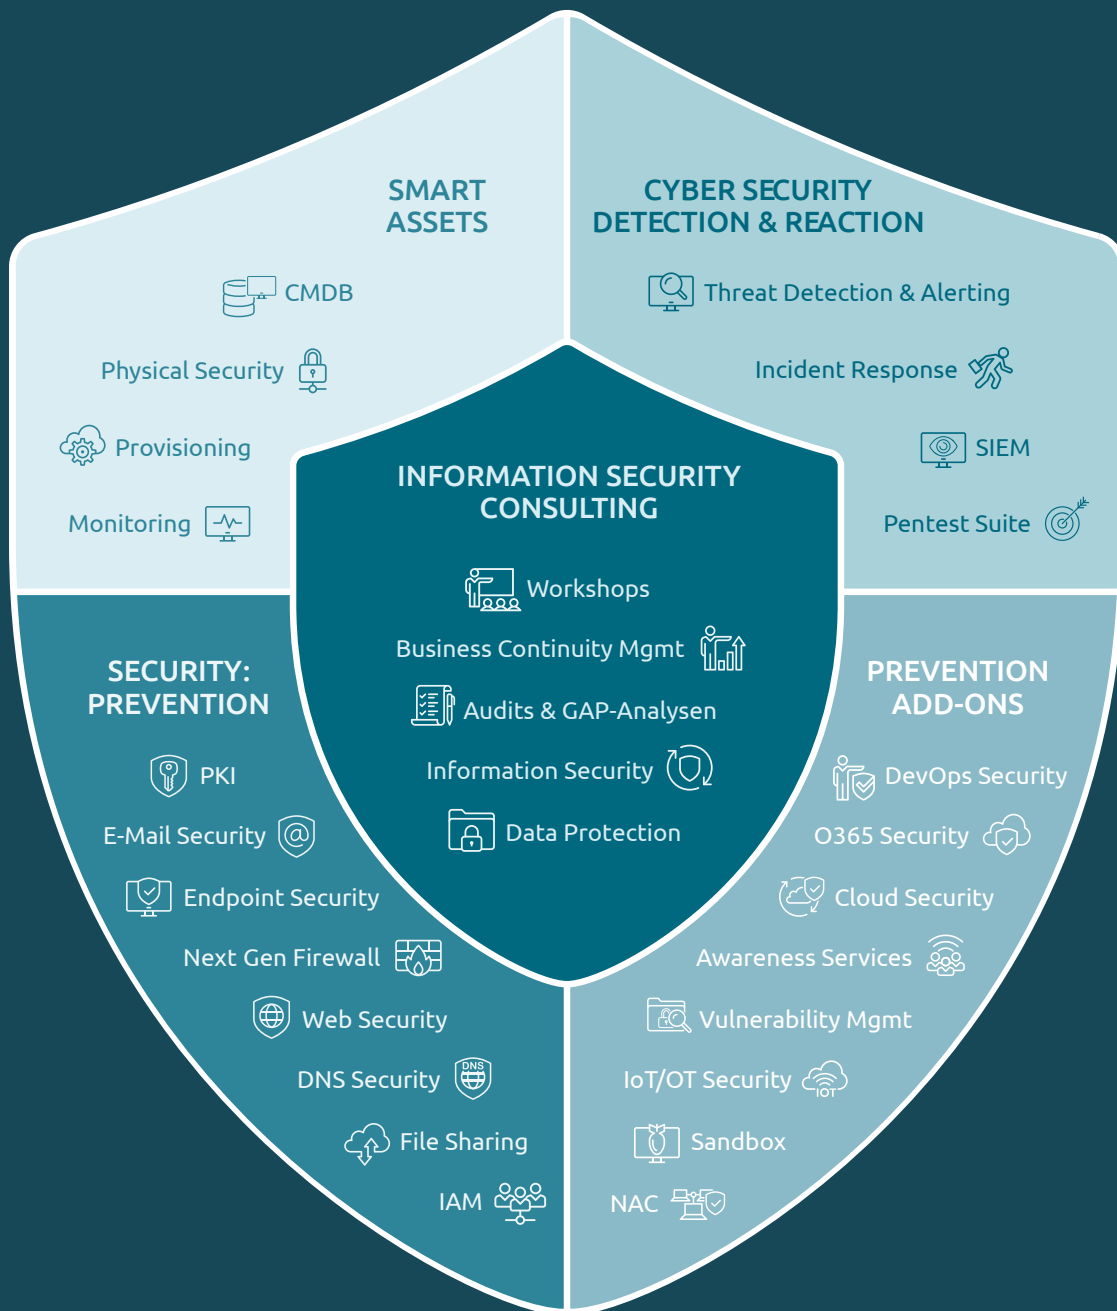 SMART
ASSETS
CMDB
Physical Security
Provisioning
Monitoring
CYBER SECURITY
DETECTION & REACTION
Threat Detection & Alerting
Incident Response
SIEM
Pentest Suite
INFORMATION SECURITY
CONSULTING
Workshops
Business Continuity Mgmt
Audits & GAP-Analysen
Information Security
Data Protection
SECURITY:
PREVENTION
PKI
E-Mail Security
@
Endpoint Security
Next Gen Firewall
Web Security
DNS Security
DNS
File Sharing
IAM
PREVENTION
ADD-ONS
DevOps Security
O365 Security
Cloud Security
Awareness Services
Vulnerability Mgmt
IoT/OT Security
IOT
Sandbox
NAC